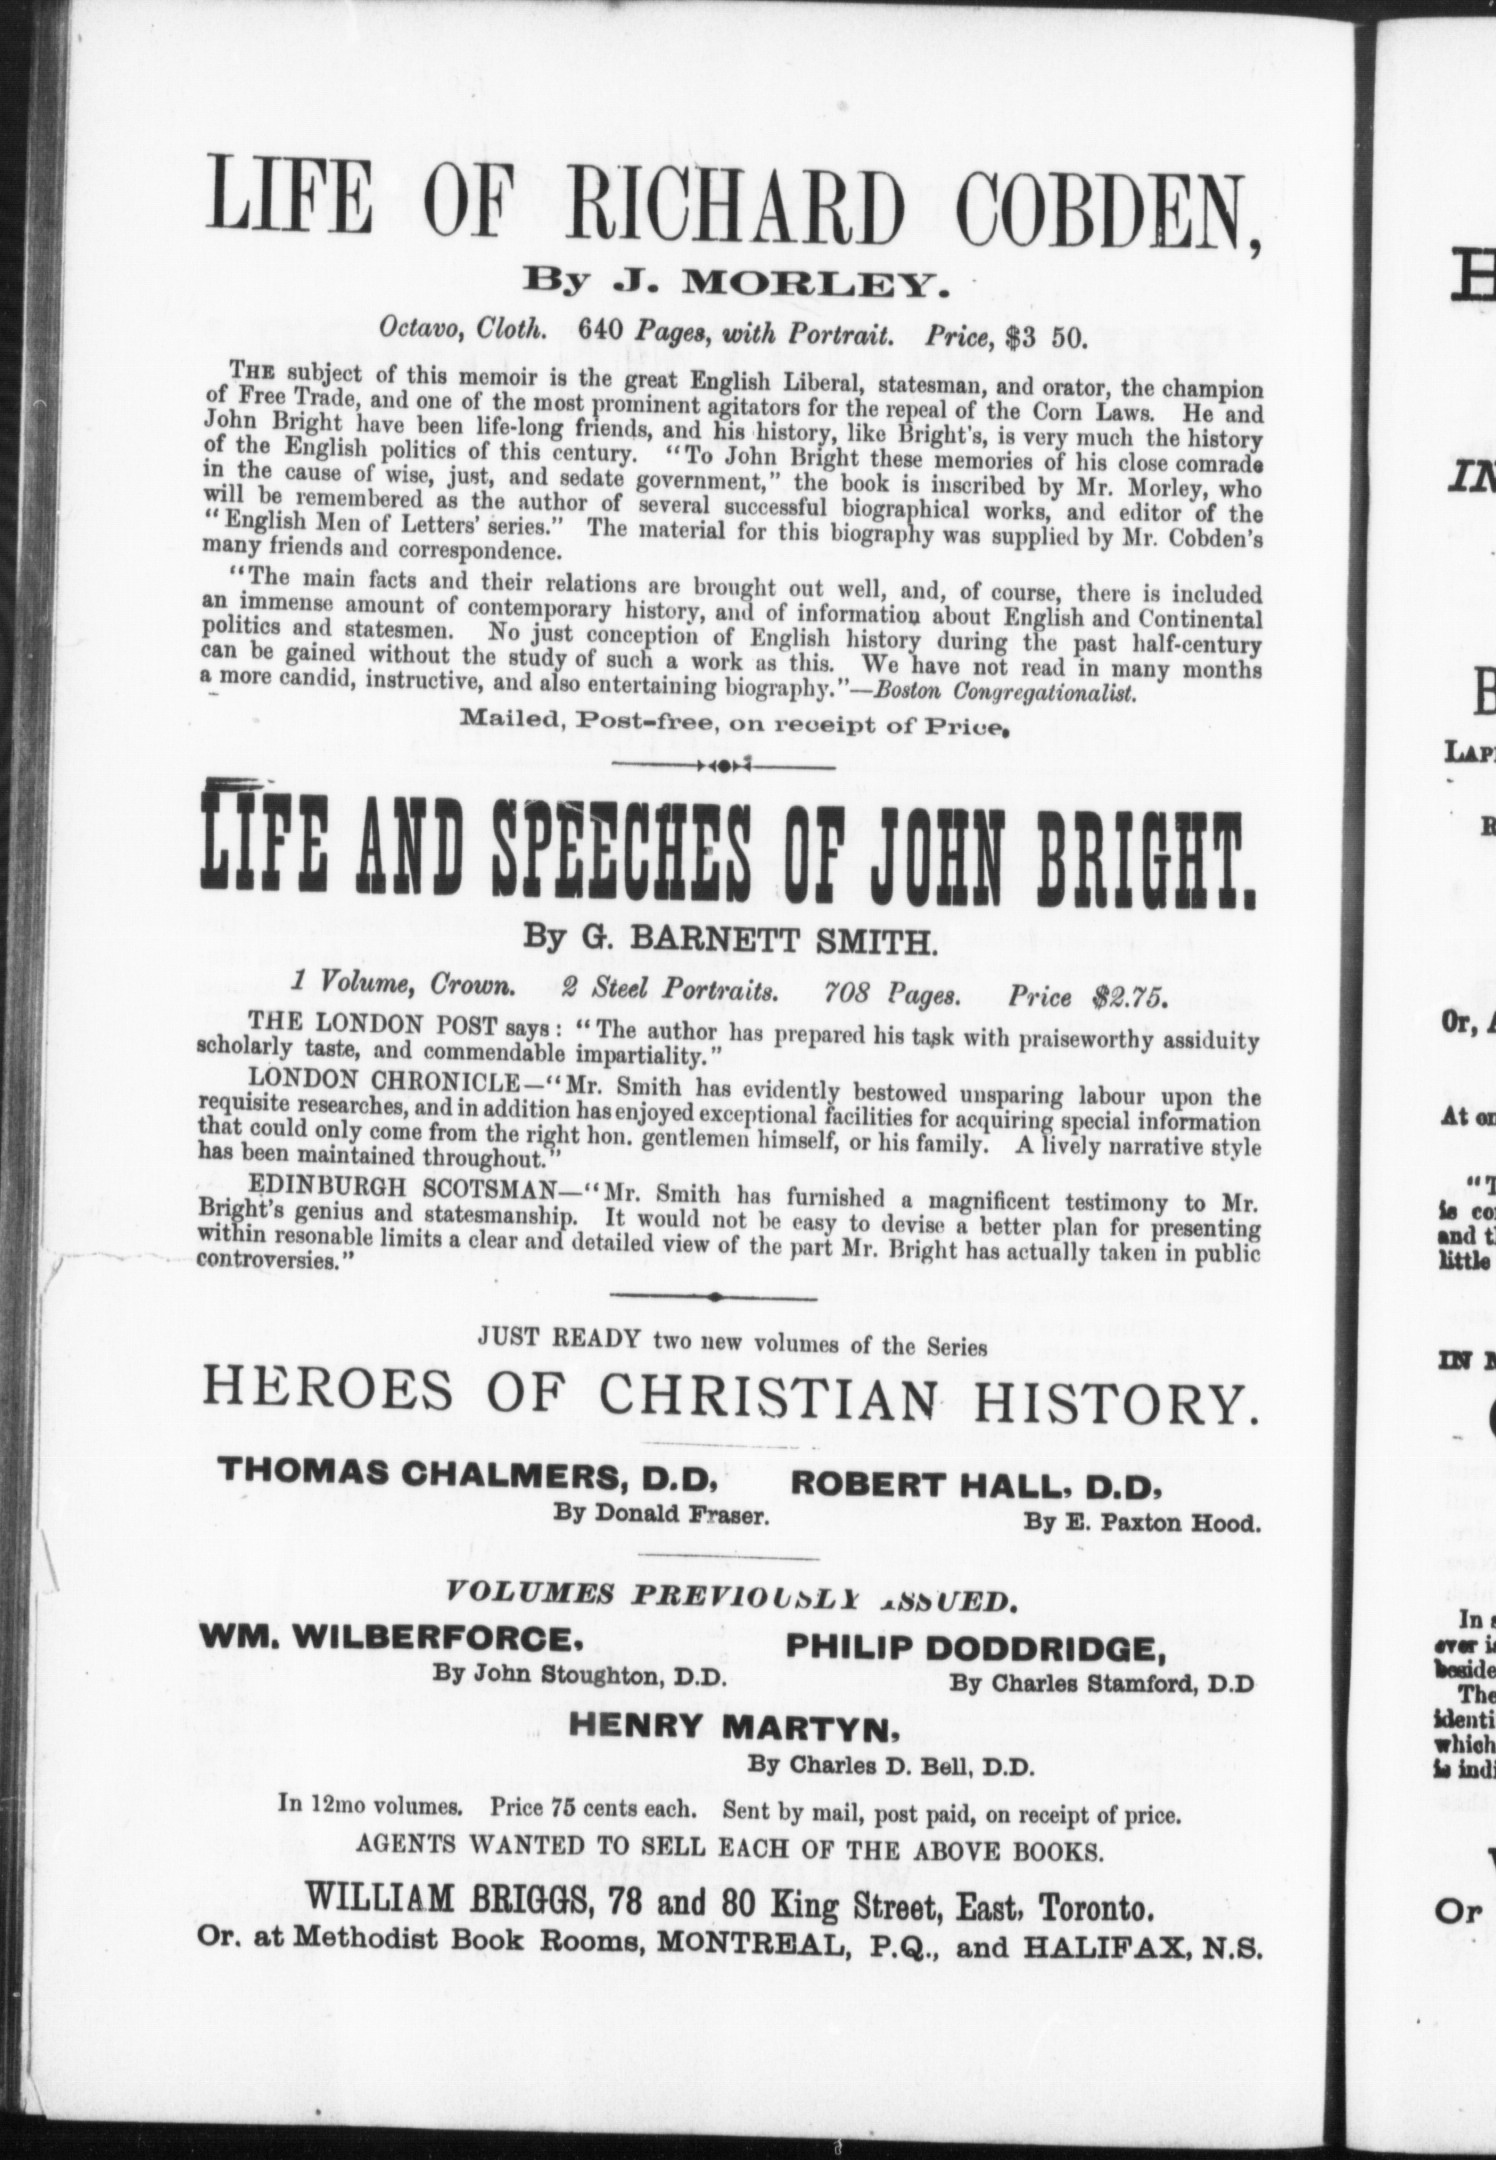 LIFE OF RICHARD COBDEN,
By J. MORLEY.
Octavo, Cloth. 640 Pages, with Portrait. Price, $3 50.
THE subject of this memoir is the great English Liberal, statesman, and orator, the champion
of Free Trade, and one of the most prominent agitators for the repeal of the Corn Laws. He and
John Bright have been life-long friends, and his history, like Bright's, is very much the history
of the English politics of this century. "To John Bright these memories of his close comrade
in the cause of wise, just, and sedate government," the book is inscribed by Mr. Morley, who
will be remembered as the author of several successful biographical works, and editor of the
"English Men of Letters' series." The material for this biography was supplied by Mr. Cobden's
many friends and correspondence.
"The main facts and their relations are brought out well, and, of course, there is included
an immense amount of contemporary history, and of information about English and Continental
politics and statesmen. No just conception of English history during the past half-century
can be gained without the study of such a work as this. We have not read in many months
a more candid, instructive, and also entertaining biography."—Boston Congregationalist.
Mailed, Post-free, on receipt of Price,
LIFE AND SPEECHES OF JOHN BRIGHT.
By G. BARNETT SMITH.
1 Volume, Crown. 2 Steel Portraits. 708 Pages. Price $2.75.
THE LONDON POST says: "The author has prepared his task with praiseworthy assiduity
scholarly taste, and commendable impartiality."
LONDON CHRONICLE—"Mr. Smith has evidently bestowed unsparing labour upon the
requisite researches, and in addition has enjoyed exceptional facilities for acquiring special information
that could only come from the right hon. gentlemen himself, or his family. A lively narrative style
has been maintained throughout."
EDINBURGH SCOTSMAN—"Mr. Smith has furnished a magnificent testimony to Mr.
Bright's genius and statesmanship. It would not be easy to devise a better plan for presenting
within resonable limits a clear and detailed view of the part Mr. Bright has actually taken in public
controversies."
JUST READY two new volumes of the Series
HEROES OF CHRISTIAN HISTORY.
THOMAS CHALMERS, D.D,
By Donald Fraser.
ROBERT HALL, D.D,
By E. Paxton Hood.
VOLUMES PREVIOUSLY ISSUED.
WM. WILBERFORCE,
By John Stoughton, D.D.
PHILIP DODDRIDGE,
By Charles Stamford, D.D
HENRY MARTYN,
By Charles D. Bell, D.D.
In 12mo volumes. Price 75 cents each. Sent by mail, post paid, on receipt of price.
AGENTS WANTED TO SELL EACH OF THE ABOVE BOOKS.
WILLIAM BRIGGS, 78 and 80 King Street, East, Toronto.
Or. at Methodist Book Rooms, MONTREAL, P.Q., and HALIFAX, N.S.
H
IN
B
LAP
R
Or,
At on
"T
is co
and t
little
IN
In
ever i
beside
The
identi
which
is indi
Or